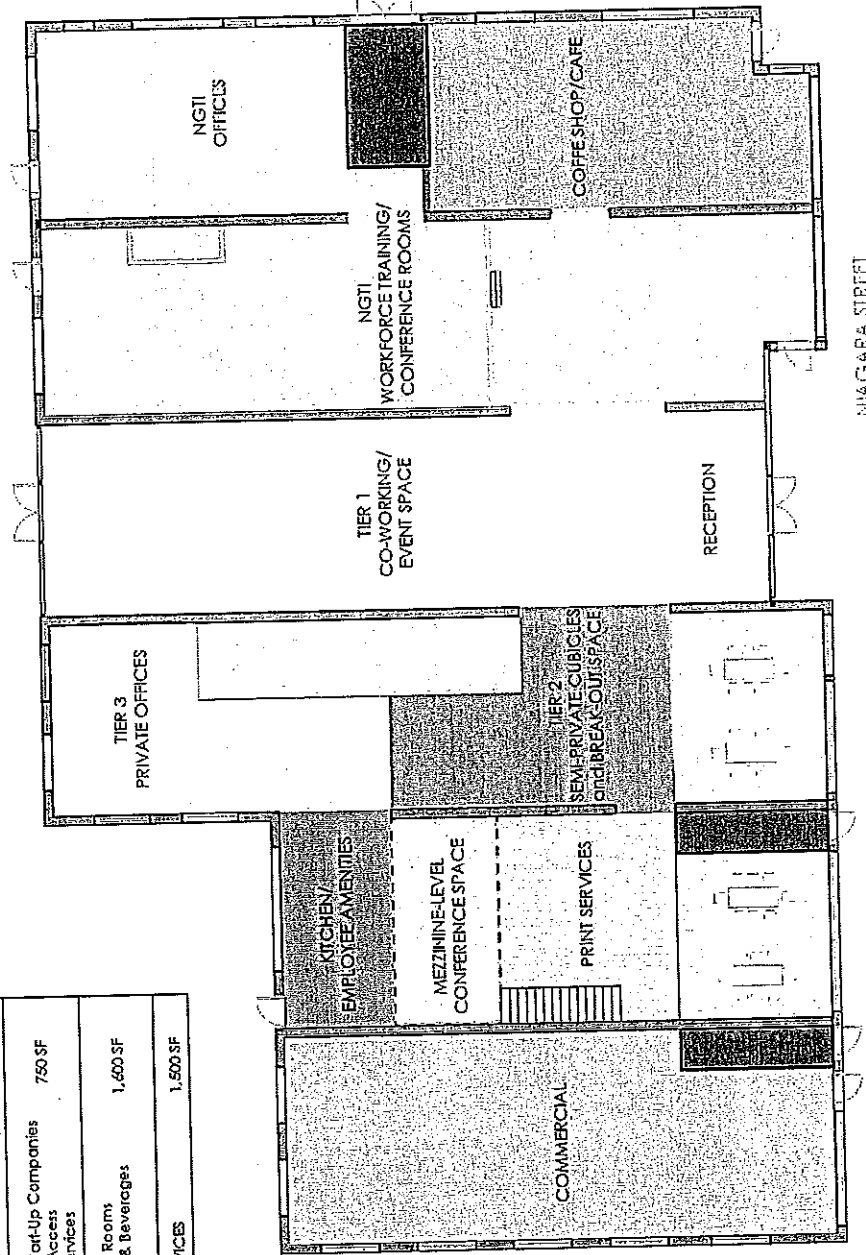 art-Up Companies 750 SF
Access
ervices
Rooms 1,600 SF
& Beverages
VICES 1,500 SF
NGTI
OFFICES
NGTI
WORKFORCE TRAINING/
CONFERENCE ROOMS
COFFE SHOP/CAFE
TIER 1
CO-WORKING/
EVENT SPACE
RECEPTION
TIER 3
PRIVATE OFFICES
TIER-2
SEMI-PRIVATE CUBICLES
and BREAK-OUT SPACE
KITCHEN/
EMPLOYEE AMENITIES
MEZZININE-LEVEL
CONFERENCE SPACE
PRINT SERVICES
COMMERCIAL
NIAGARA STREET